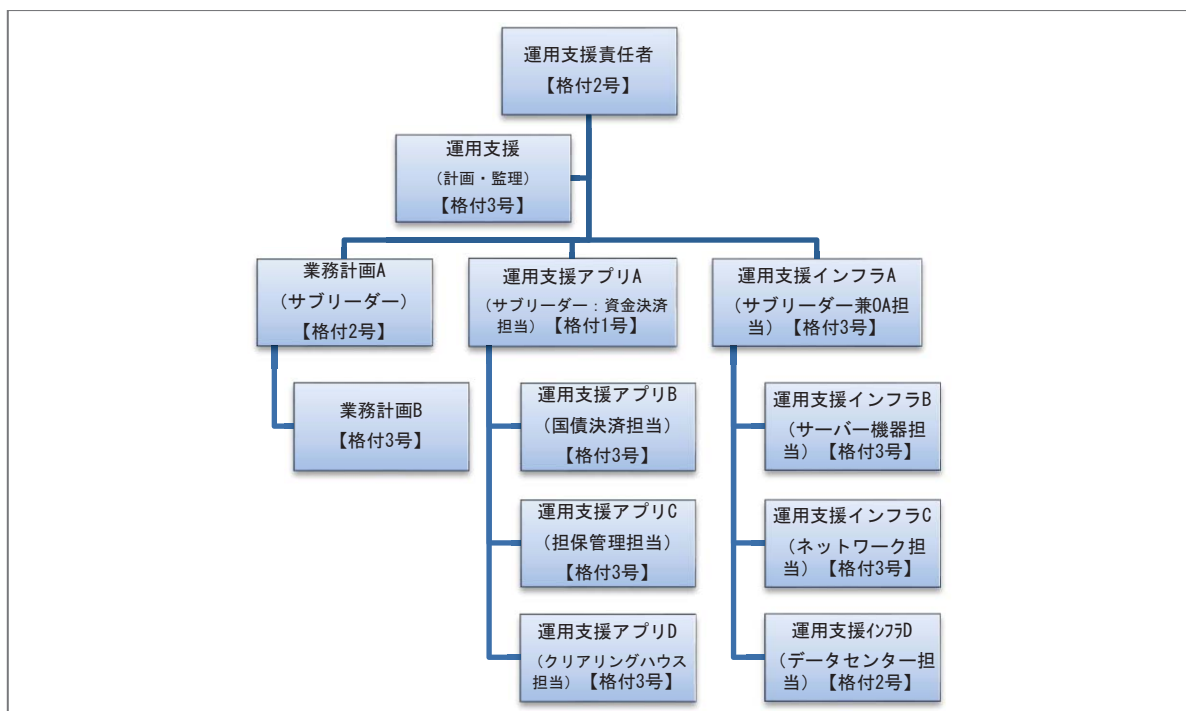 運用支援責任者
【格付2号】
運用支援
（計画・監理）
【格付3号】
業務計画A
（サブリーダー）
【格付2号】
運用支援アプリA
（サブリーダー：資金決済
担当）【格付1号】
運用支援インフラA
（サブリーダー兼OA担
当）【格付3号】
業務計画B
【格付3号】
運用支援アプリB
（国債決済担当）
【格付3号】
運用支援インフラB
（サーバー機器担
当）【格付3号】
運用支援アプリC
（担保管理担当）
【格付3号】
運用支援インフラC
（ネットワーク担
当）【格付3号】
運用支援アプリD
（クリアリングハウス
担当）【格付3号】
運用支援ｲﾝﾌﾗD
（データセンター担
当）【格付2号】